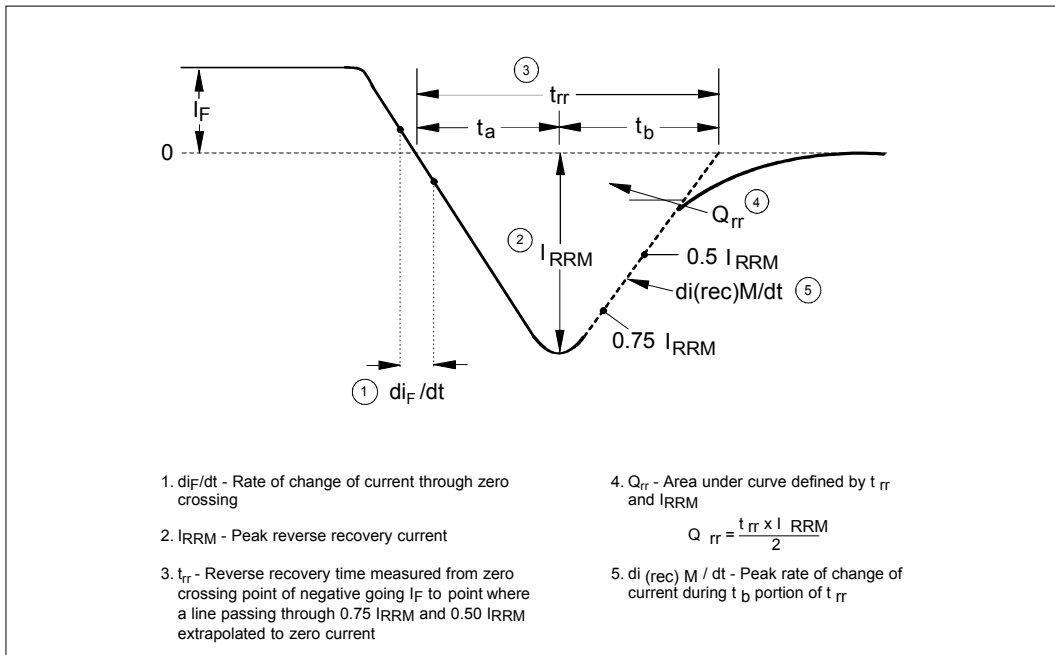 3
t_rr
I_F
t_a
t_b
0
Q_rr 4
2 I_RRM
0.5 I_RRM
di(rec)M/dt 5
0.75 I_RRM
1 di_F /dt
1. di_F/dt - Rate of change of current through zero
crossing
2. I_RRM - Peak reverse recovery current
3. t_rr - Reverse recovery time measured from zero
crossing point of negative going I_F to point where
a line passing through 0.75 I_RRM and 0.50 I_RRM
extrapolated to zero current
4. Q_rr - Area under curve defined by t_rr
and I_RRM
Q_rr = t_rr x I_RRM
2
5. di (rec) M / dt - Peak rate of change of
current during t_b portion of t_rr